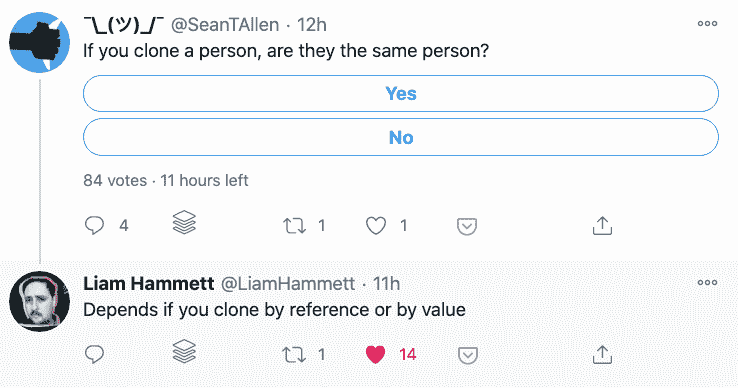 ¯\_(ツ)_/¯ @SeanTAllen · 12h
If you clone a person, are they the same person?
Yes
No
84 votes · 11 hours left
4 1 1
Liam Hammett @LiamHammett · 11h
Depends if you clone by reference or by value
1 14